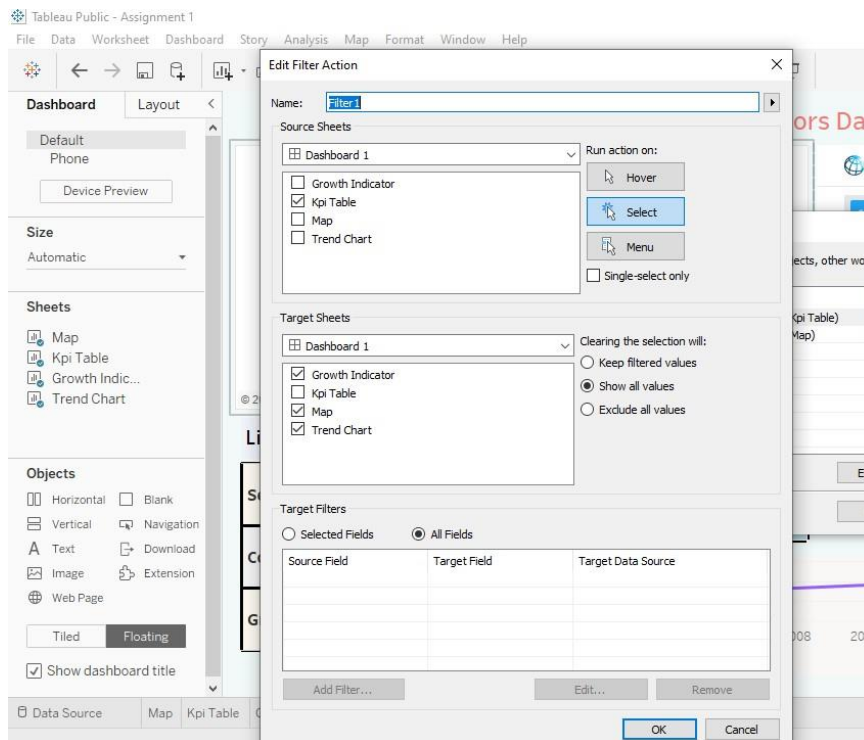 Tableau Public - Assignment 1
File Data Worksheet Dashboard Story Analysis Map Format Window Help
Dashboard Layout
Default
Phone
Device Preview
Size
Automatic
Sheets
Map
Kpi Table
Growth Indic...
Trend Chart
Objects
Horizontal Blank
Vertical Navigation
Text Download
Image Extension
Web Page
Tiled Floating
Show dashboard title
Data Source Map Kpi Table
Edit Filter Action
Name: Filter1
Source Sheets
Dashboard 1
Growth Indicator
Kpi Table
Map
Trend Chart
Run action on:
Hover
Select
Menu
Single-select only
Target Sheets
Dashboard 1
Growth Indicator
Kpi Table
Map
Trend Chart
Clearing the selection will:
Keep filtered values
Show all values
Exclude all values
Target Filters
Selected Fields All Fields
Source Field Target Field Target Data Source
Add Filter... Edit... Remove
OK Cancel
ors Da
ects, other wo
Kpi Table)
Map)
© 20
Li
Se
Co
G
008 20